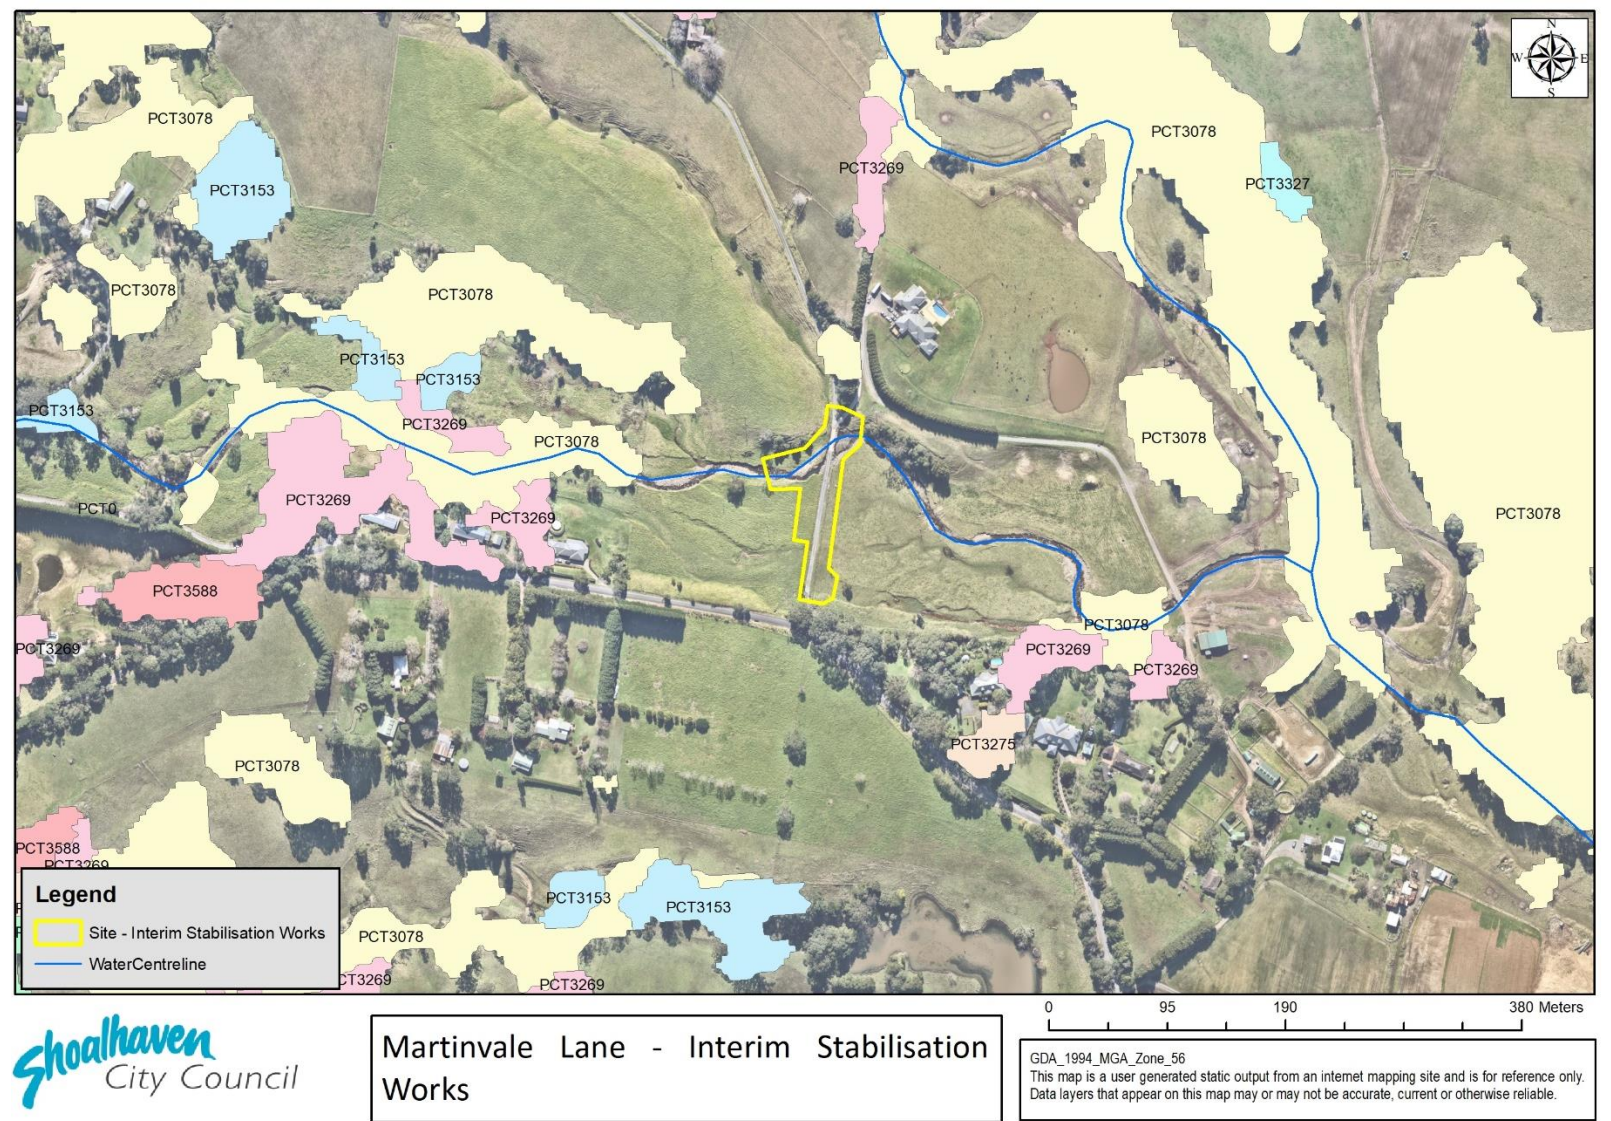 N
W E
S
PCT3078
PCT3078
PCT3153
PCT3269
PCT3327
PCT3078
PCT3078
PCT3153
PCT3153
PCT3153
PCT3269
PCT3078
PCT3078
PCT3269
PCT0
PCT3269
PCT3078
PCT3588
PCT3078
PCT3269
PCT3269
PCT3269
PCT3275
PCT3078
PCT3588
PCT3269
PCT3153
PCT3153
PCT3078
CT3269
PCT3269
Legend
Site - Interim Stabilisation Works
WaterCentreline
Shoalhaven
City Council
Martinvale Lane - Interim Stabilisation
Works
0 95 190 380 Meters
GDA_1994_MGA_Zone_56
This map is a user generated static output from an internet mapping site and is for reference only.
Data layers that appear on this map may or may not be accurate, current or otherwise reliable.